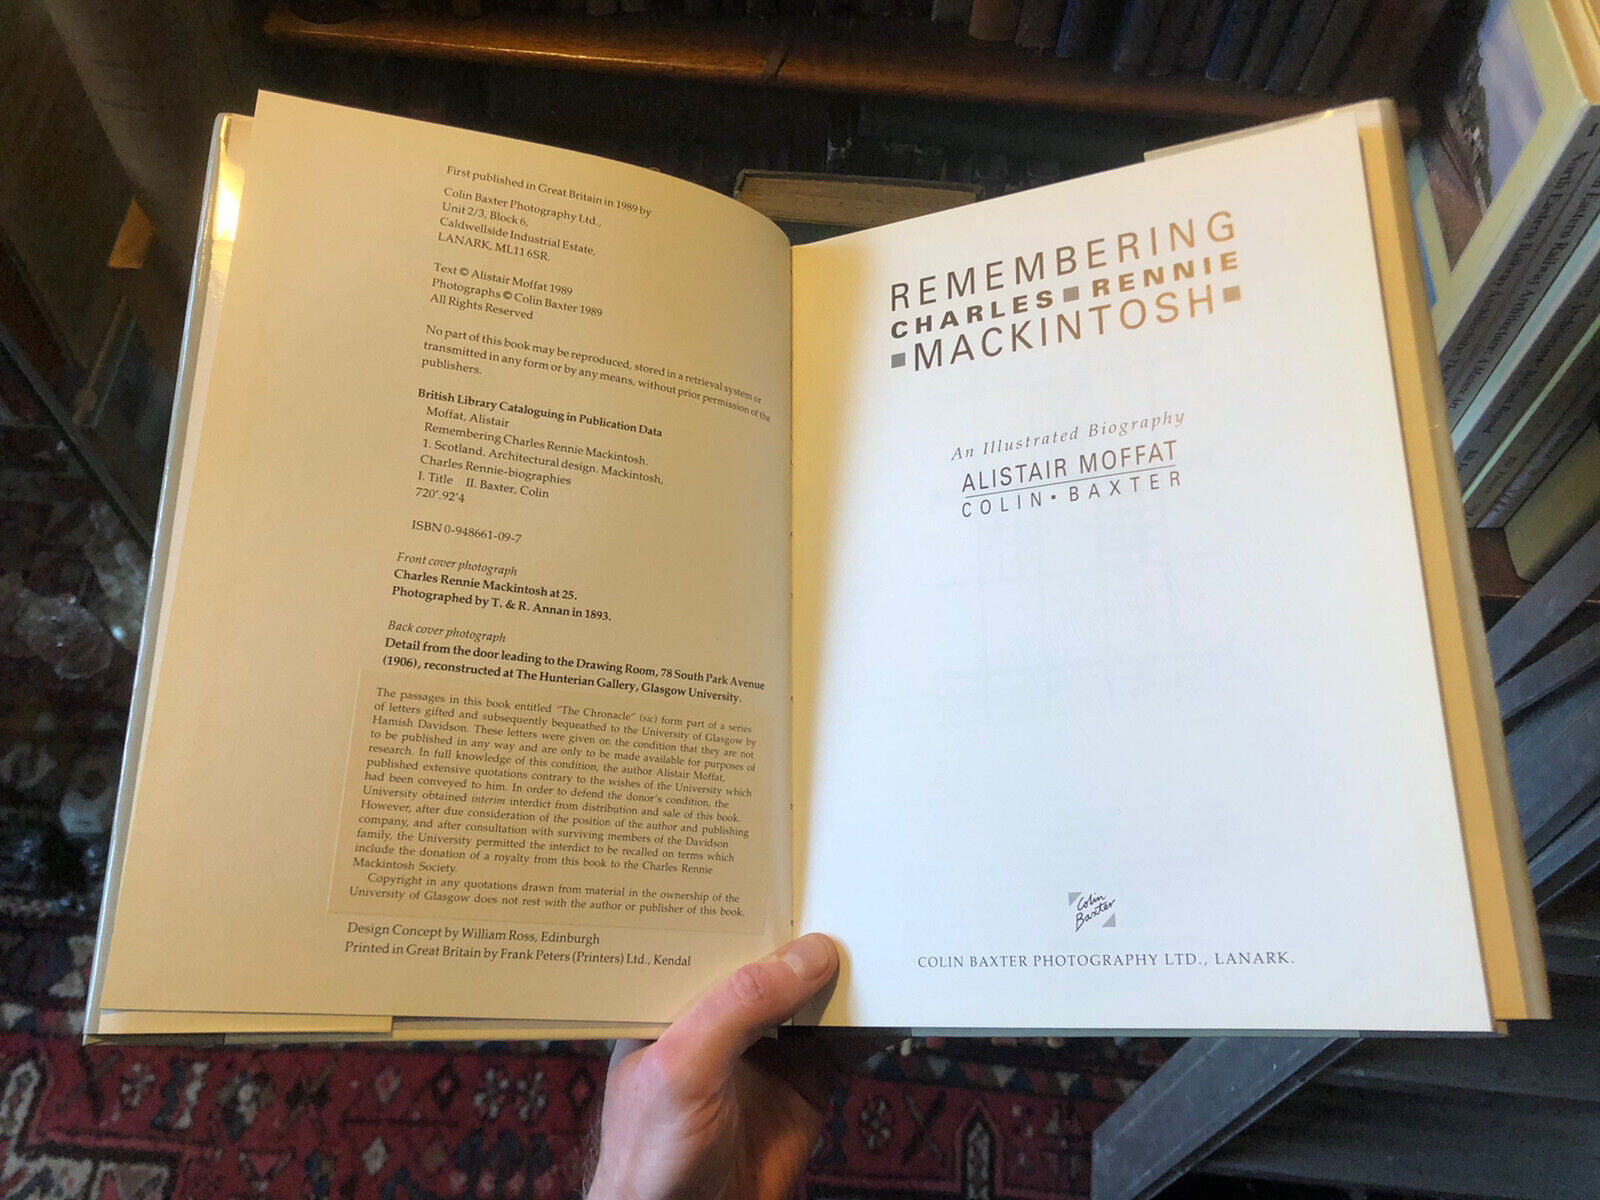 First published in Great Britain in 1989 by
Colin Baxter Photography Ltd.,
Unit 2/3, Block 6,
Caldwellside Industrial Estate,
LANARK, ML11 6SR.
Text © Alistair Moffat 1989
Photographs © Colin Baxter 1989
All Rights Reserved
No part of this book may be reproduced, stored in a retrieval system or
transmitted in any form or by any means, without prior permission of the
publishers.
British Library Cataloguing in Publication Data
Moffat, Alistair
Remembering Charles Rennie Mackintosh.
1. Scotland. Architectural design. Mackintosh,
Charles Rennie-biographies
I. Title II. Baxter, Colin
720'.92'4
ISBN 0-948661-09-7
Front cover photograph
Charles Rennie Mackintosh at 25.
Photographed by T. & R. Annan in 1893.
Back cover photograph
Detail from the door leading to the Drawing Room, 78 South Park Avenue
(1906), reconstructed at The Hunterian Gallery, Glasgow University.
The passages in this book entitled "The Chronacle" (sic) form part of a series
of letters gifted and subsequently bequeathed to the University of Glasgow by
Hamish Davidson. These letters were given on the condition that they are not
to be published in any way and are only to be made available for purposes of
research. In full knowledge of this condition, the author Alistair Moffat,
published extensive quotations contrary to the wishes of the University which
had been conveyed to him. In order to defend the donor's condition, the
University obtained interim interdict from distribution and sale of this book.
However, after due consideration of the position of the author and publishing
company, and after consultation with surviving members of the Davidson
family, the University permitted the interdict to be recalled on terms which
include the donation of a royalty from this book to the Charles Rennie
Mackintosh Society.
Copyright in any quotations drawn from material in the ownership of the
University of Glasgow does not rest with the author or publisher of this book.
Design Concept by William Ross, Edinburgh
Printed in Great Britain by Frank Peters (Printers) Ltd., Kendal
REMEMBERING
CHARLES ■ RENNIE
■ MACKINTOSH ■
An Illustrated Biography
ALISTAIR MOFFAT
COLIN ▪ BAXTER
Colin
Baxter
COLIN BAXTER PHOTOGRAPHY LTD., LANARK.